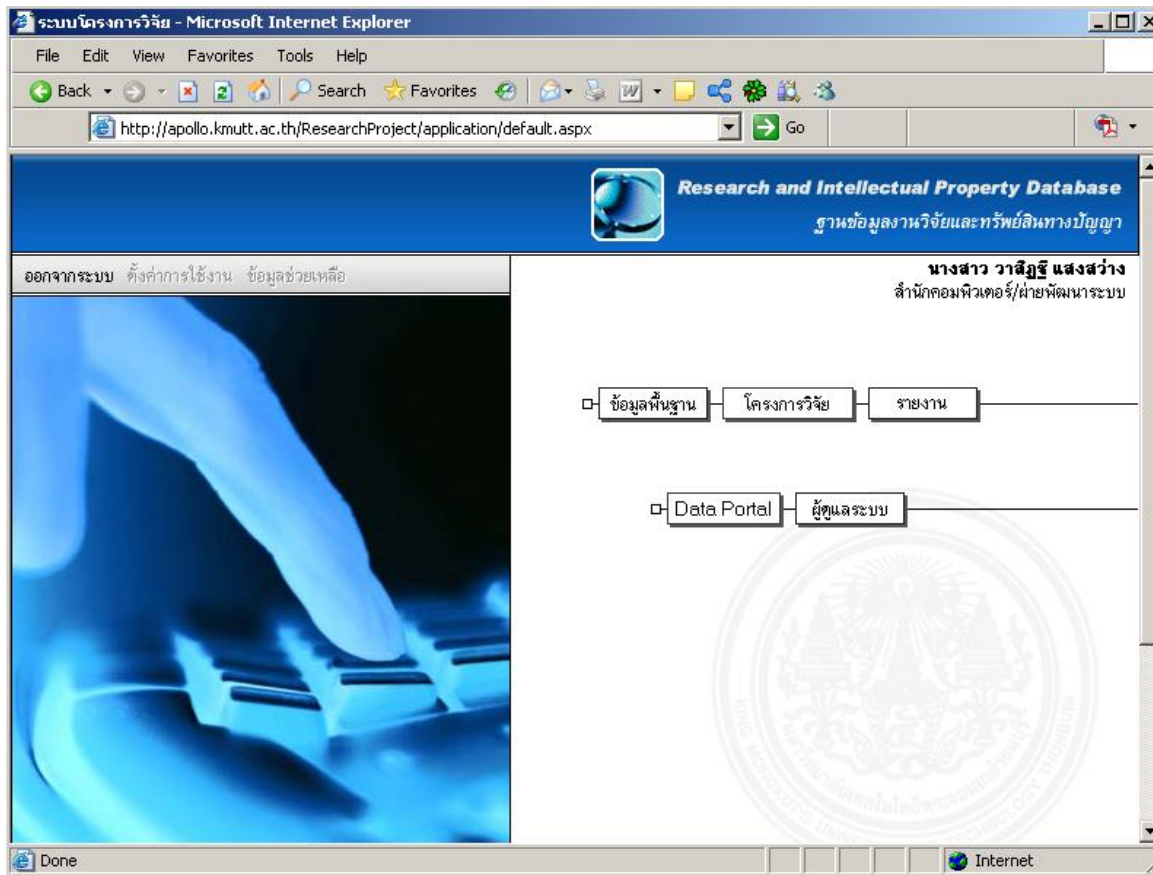 ระบบโครงการวิจัย - Microsoft Internet Explorer
File Edit View Favorites Tools Help
Back Search Favorites
http://apollo.kmutt.ac.th/ResearchProject/application/default.aspx Go
Research and Intellectual Property Database
ฐานข้อมูลงานวิจัยและทรัพย์สินทางปัญญา
ออกจากระบบ ตั้งค่าการใช้งาน ข้อมูลช่วยเหลือ
นางสาว วาสิฏฐี แสงสว่าง
สำนักคอมพิวเตอร์/ฝ่ายพัฒนาระบบ
ข้อมูลพื้นฐาน โครงการวิจัย รายงาน
Data Portal ผู้ดูแลระบบ
Done Internet